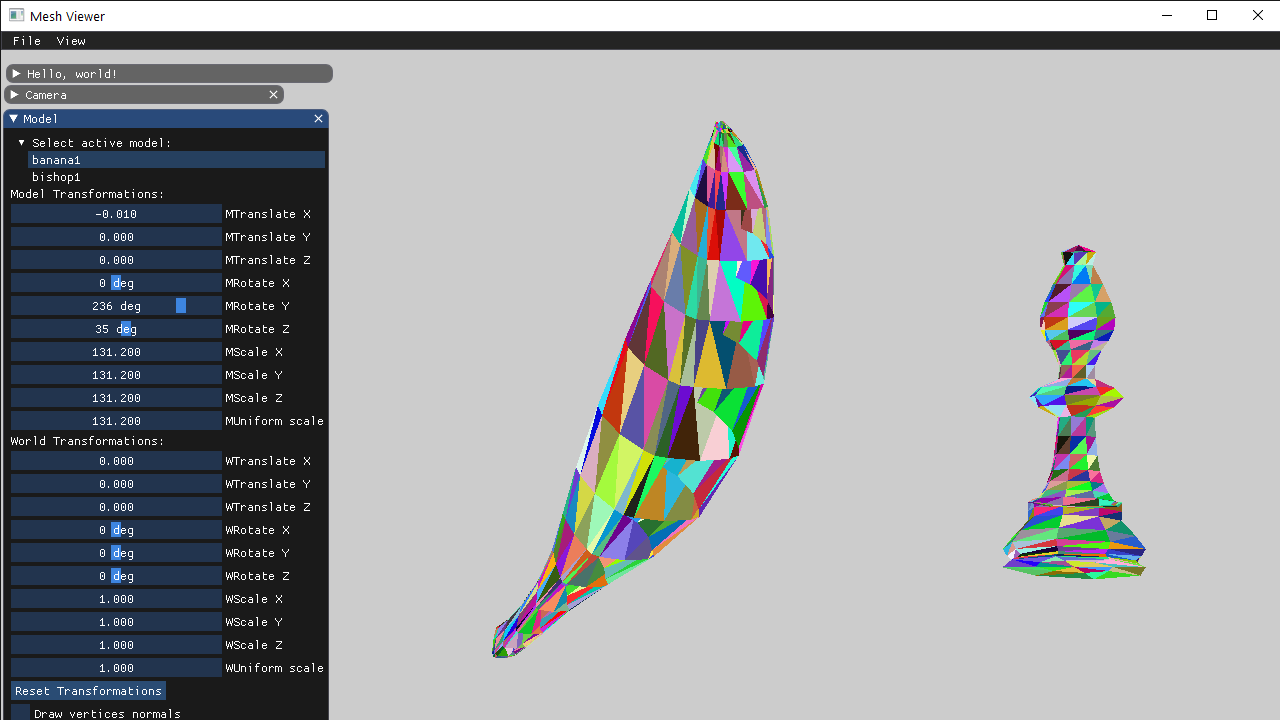 Mesh Viewer
File View
Hello, world!
Camera
Model
Select active model:
banana1
bishop1
Model Transformations:
-0.010 MTranslate X
0.000 MTranslate Y
0.000 MTranslate Z
0 deg MRotate X
236 deg MRotate Y
35 deg MRotate Z
131.200 MScale X
131.200 MScale Y
131.200 MScale Z
131.200 MUniform scale
World Transformations:
0.000 WTranslate X
0.000 WTranslate Y
0.000 WTranslate Z
0 deg WRotate X
0 deg WRotate Y
0 deg WRotate Z
1.000 WScale X
1.000 WScale Y
1.000 WScale Z
1.000 WUniform scale
Reset Transformations
Draw vertices normals